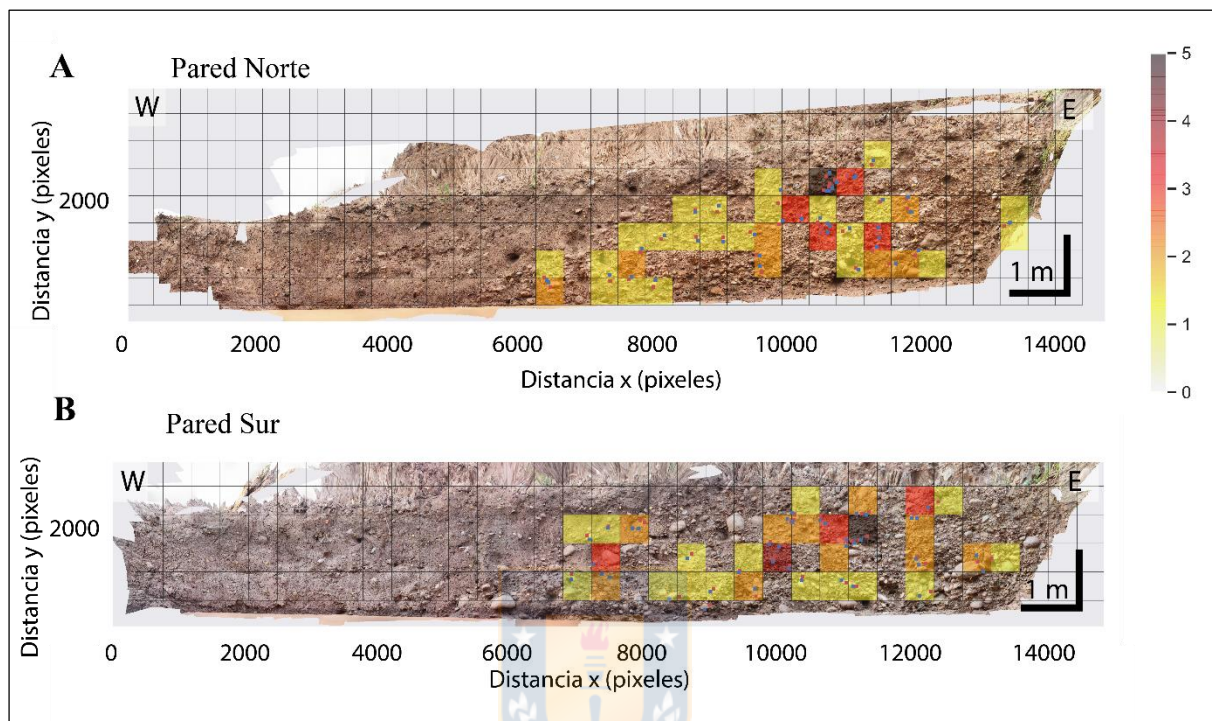 A
Pared Norte
W
E
5
4
3
2
1
0
Distancia y (pixeles)
2000
1 m
0 2000 4000 6000 8000 10000 12000 14000
Distancia x (pixeles)
B
Pared Sur
W
E
Distancia y (pixeles)
2000
1 m
0 2000 4000 6000 8000 10000 12000 14000
Distancia x (pixeles)